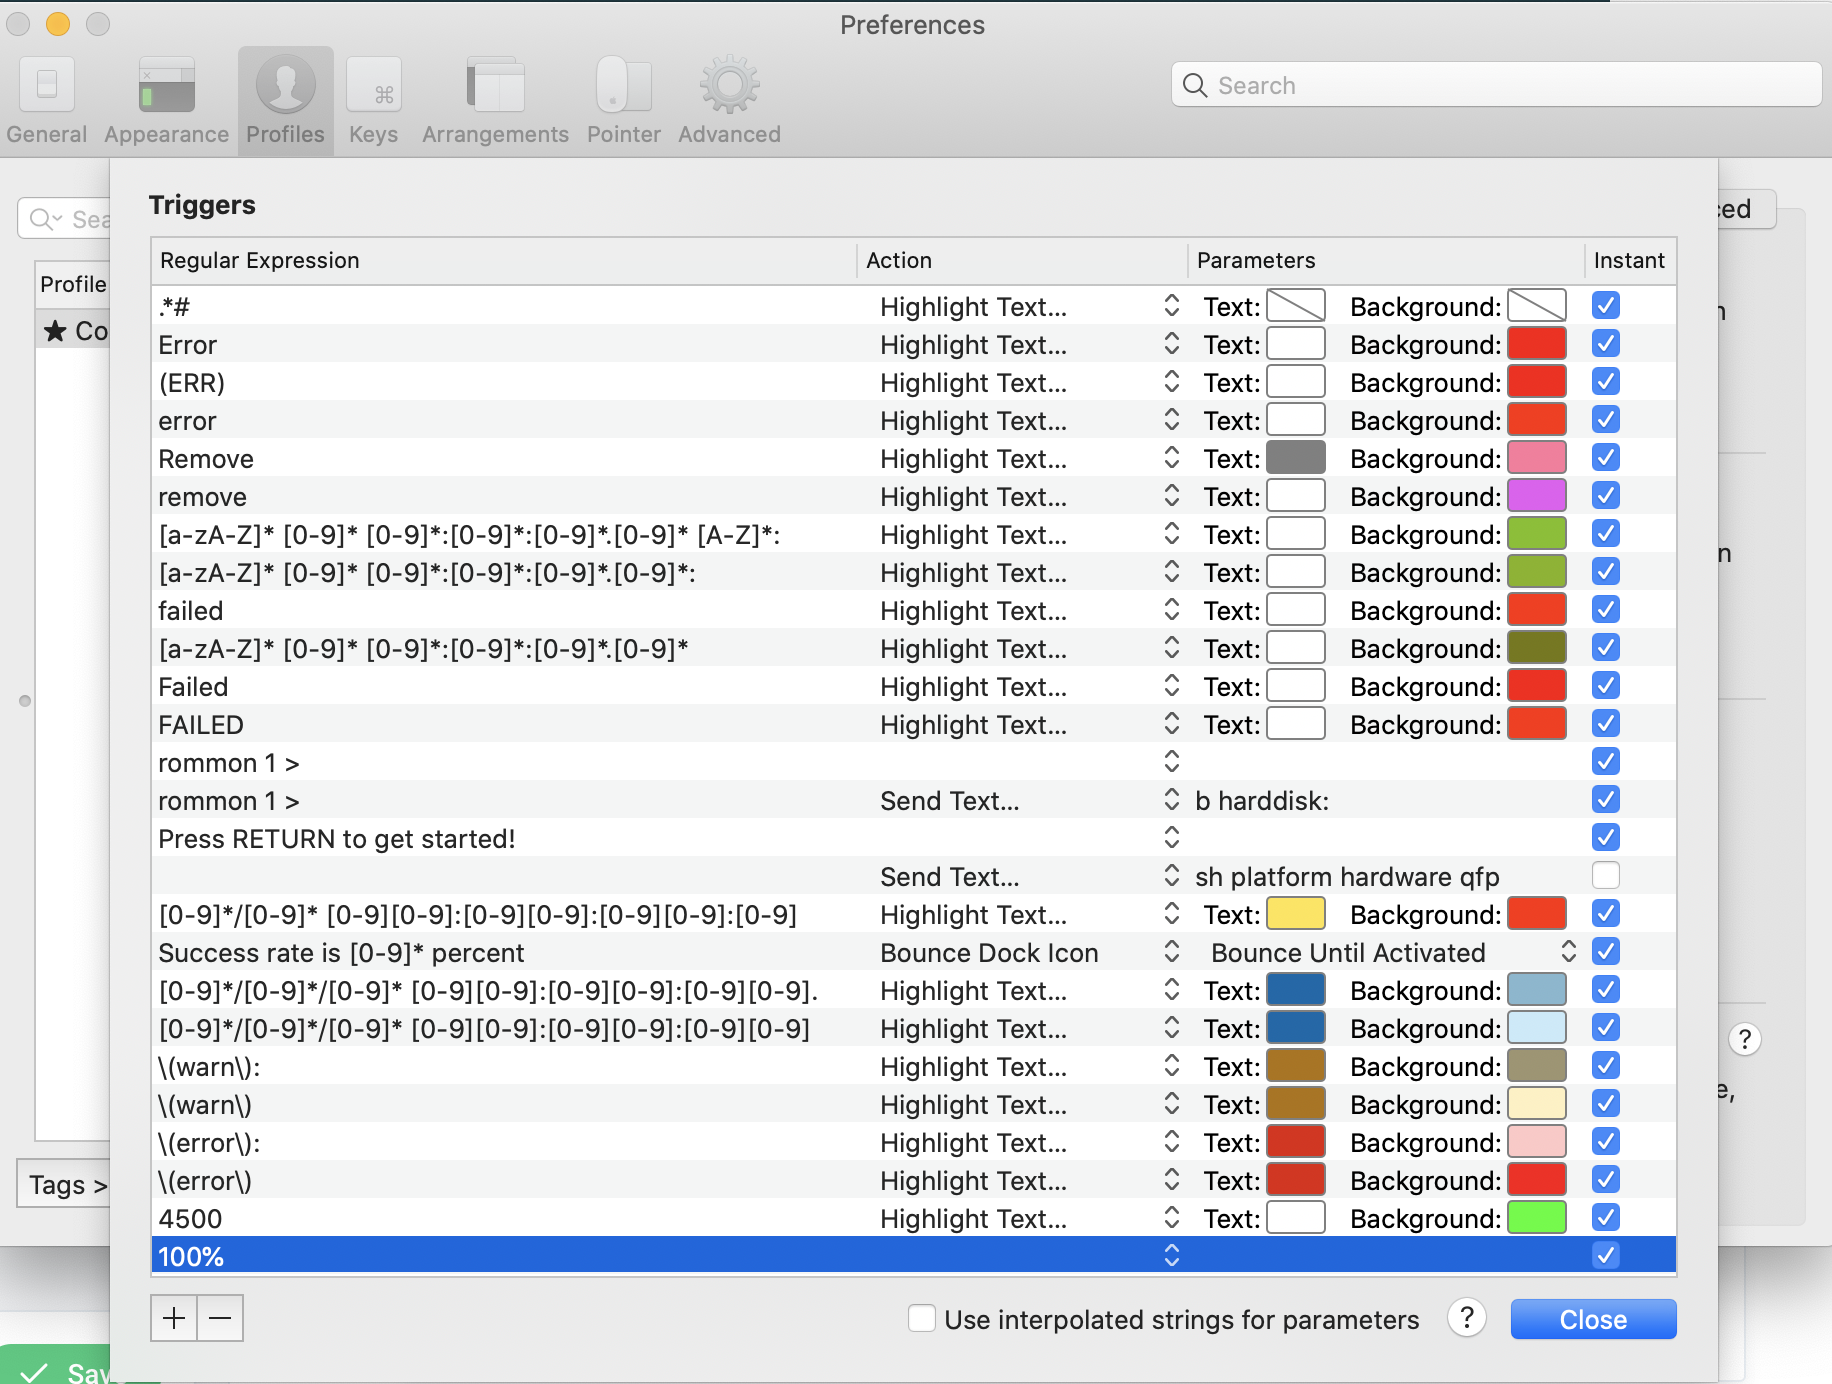 Preferences
General Appearance Profiles Keys Arrangements Pointer Advanced
Search
Triggers
Profile
Co
Tags >
Regular Expression Action Parameters Instant
.*# Highlight Text... Text: Background:
Error Highlight Text... Text: Background:
(ERR) Highlight Text... Text: Background:
error Highlight Text... Text: Background:
Remove Highlight Text... Text: Background:
remove Highlight Text... Text: Background:
[a-zA-Z]* [0-9]* [0-9]*:[0-9]*:[0-9]*.[0-9]* [A-Z]*: Highlight Text... Text: Background:
[a-zA-Z]* [0-9]* [0-9]*:[0-9]*:[0-9]*.[0-9]*: Highlight Text... Text: Background:
failed Highlight Text... Text: Background:
[a-zA-Z]* [0-9]* [0-9]*:[0-9]*:[0-9]*.[0-9]* Highlight Text... Text: Background:
Failed Highlight Text... Text: Background:
FAILED Highlight Text... Text: Background:
rommon 1 >
rommon 1 > Send Text... b harddisk:
Press RETURN to get started!
Send Text... sh platform hardware qfp
[0-9]*/[0-9]* [0-9][0-9]:[0-9][0-9]:[0-9][0-9]:[0-9] Highlight Text... Text: Background:
Success rate is [0-9]* percent Bounce Dock Icon Bounce Until Activated
[0-9]*/[0-9]*/[0-9]* [0-9][0-9]:[0-9][0-9]:[0-9][0-9]. Highlight Text... Text: Background:
[0-9]*/[0-9]*/[0-9]* [0-9][0-9]:[0-9][0-9]:[0-9][0-9] Highlight Text... Text: Background:
\(warn\): Highlight Text... Text: Background:
\(warn\) Highlight Text... Text: Background:
\(error\): Highlight Text... Text: Background:
\(error\) Highlight Text... Text: Background:
4500 Highlight Text... Text: Background:
100%
+ − Use interpolated strings for parameters ? Close